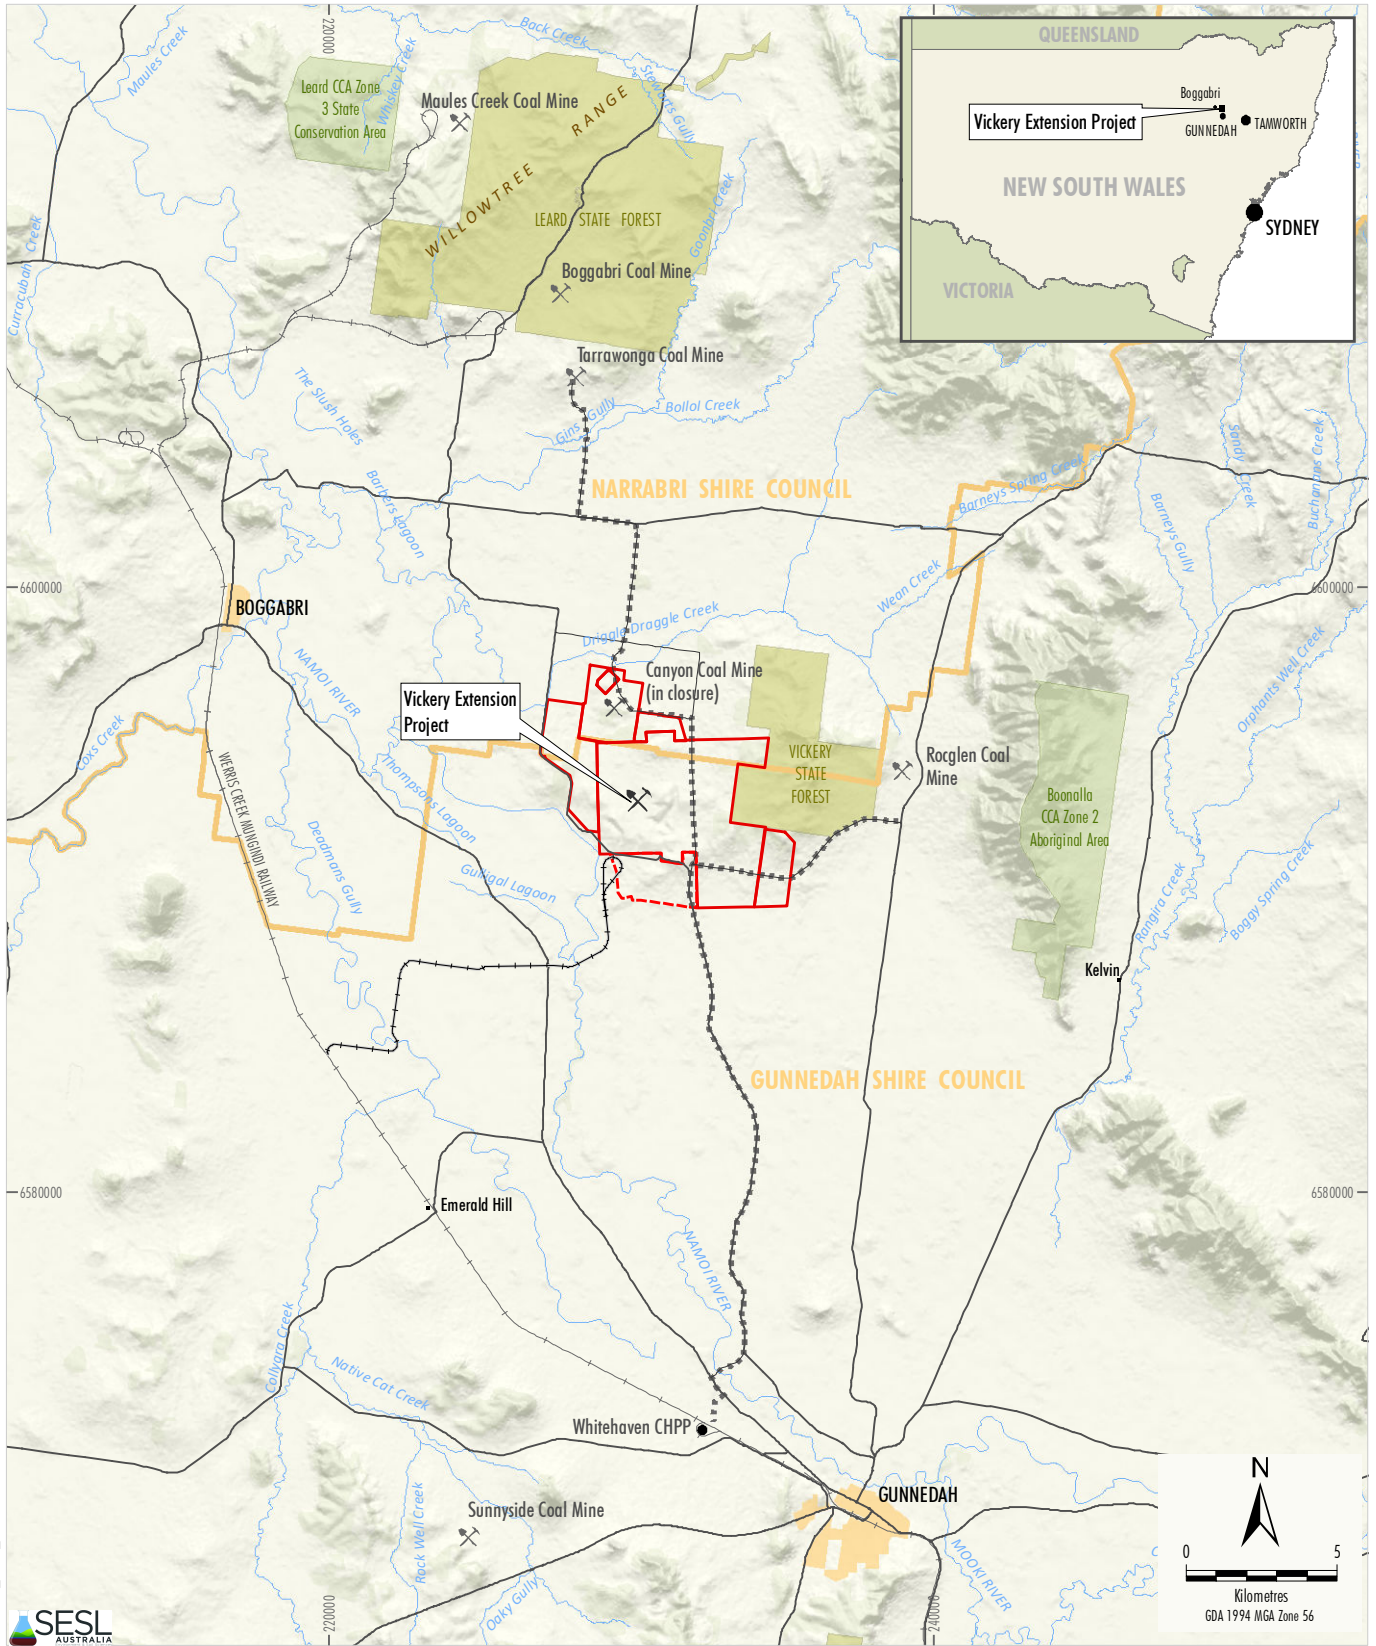 220000
Back Creek
Maules Creek
Whiskey Creek
Stewarts Gully
Leard CCA Zone
3 State
Conservation Area
Maules Creek Coal Mine
WILLOWTREE RANGE
LEARD STATE FOREST
Goonbri Creek
Curracubah Creek
Boggabri Coal Mine
Tarrawonga Coal Mine
The Slush Holes
Gins Gully
Bollol Creek
QUEENSLAND
Boggabri
Vickery Extension Project
GUNNEDAH
TAMWORTH
NEW SOUTH WALES
SYDNEY
VICTORIA
Barbers Lagoon
NARRABRI SHIRE COUNCIL
Barneys Spring Creek
Sandy Creek
Buchanans Creek
Barneys Gully
6600000
6600000
BOGGABRI
Wean Creek
Driggle Draggle Creek
NAMOI RIVER
Canyon Coal Mine
(in closure)
Vickery Extension
Project
Orphants Well Creek
Coxs Creek
WERRIS CREEK MUNGINDI RAILWAY
Thompsons Lagoon
VICKERY
STATE
FOREST
Rocglen Coal
Mine
Boonalla
CCA Zone 2
Aboriginal Area
Deadmans Gully
Gulligal Lagoon
Rangira Creek
Boggy Spring Creek
Kelvin
GUNNEDAH SHIRE COUNCIL
6580000
6580000
Emerald Hill
NAMOI RIVER
Collygra Creek
Native Cat Creek
Whitehaven CHPP
GUNNEDAH
Sunnyside Coal Mine
Rock Well Creek
Oaky Gully
MOOKI RIVER
N
0
5
Kilometres
GDA 1994 MGA Zone 56
220000
240000
SESL
AUSTRALIA